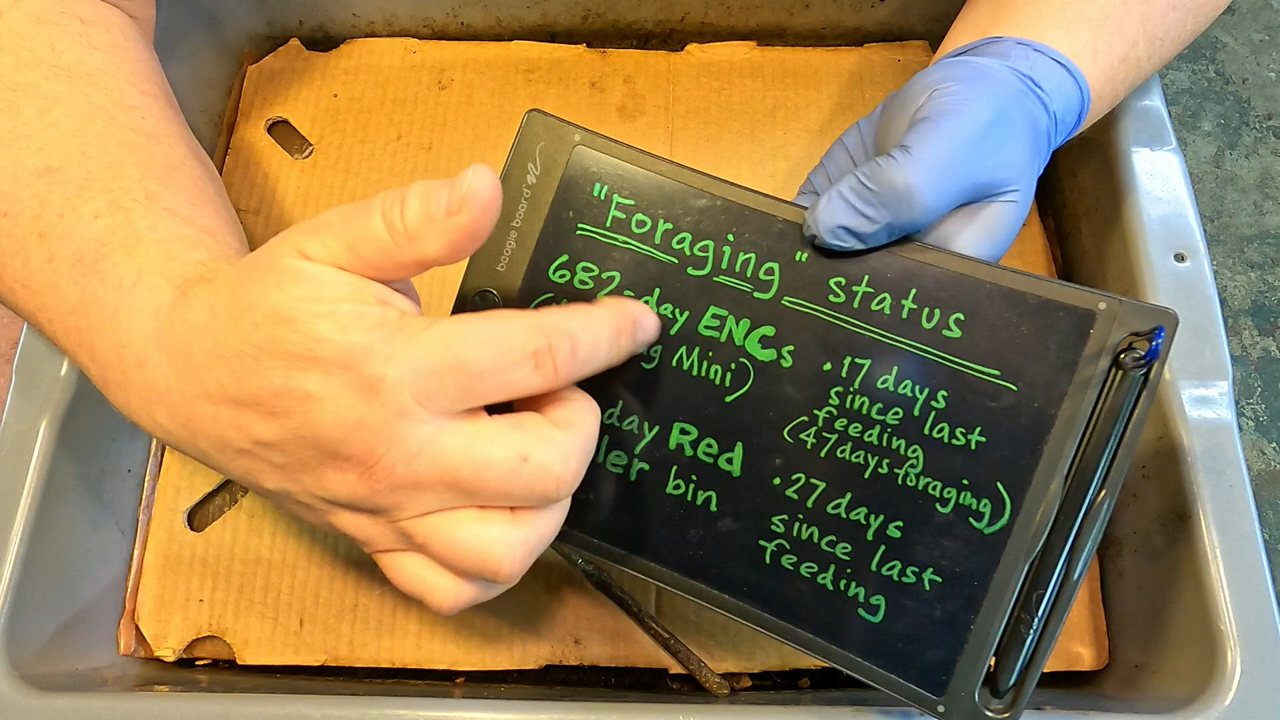 boogie board
"Foraging" status
682-day ENCs
Mini)
day Red
bin
• 17 days
since last
feeding
(47 days foraging)
• 27 days
since last
feeding